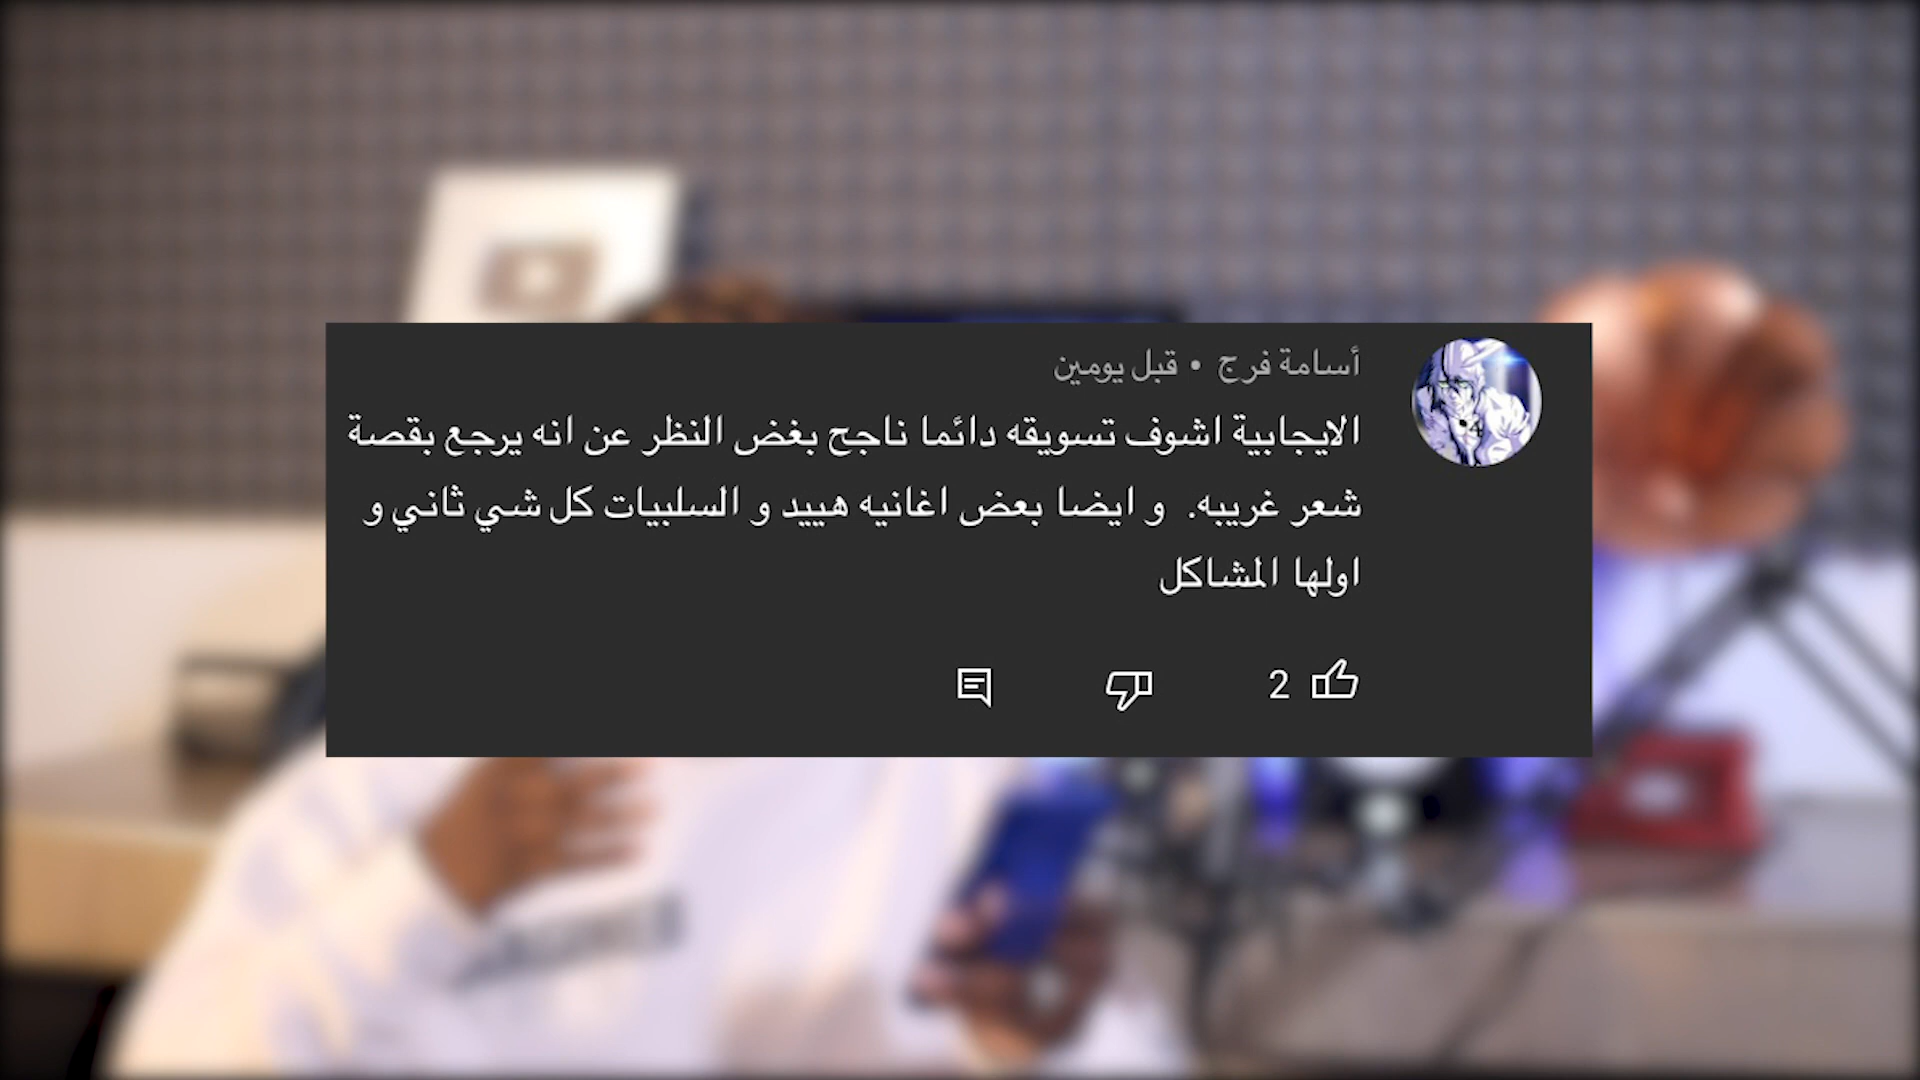 أسامة فرج • قبل يومين
الايجابية اشوف تسويقه دائما ناجح بغض النظر عن انه يرجع بقصة
شعر غريبه. و ايضا بعض اغانيه هييد و السلبيات كل شي ثاني و
اولها المشاكل
2